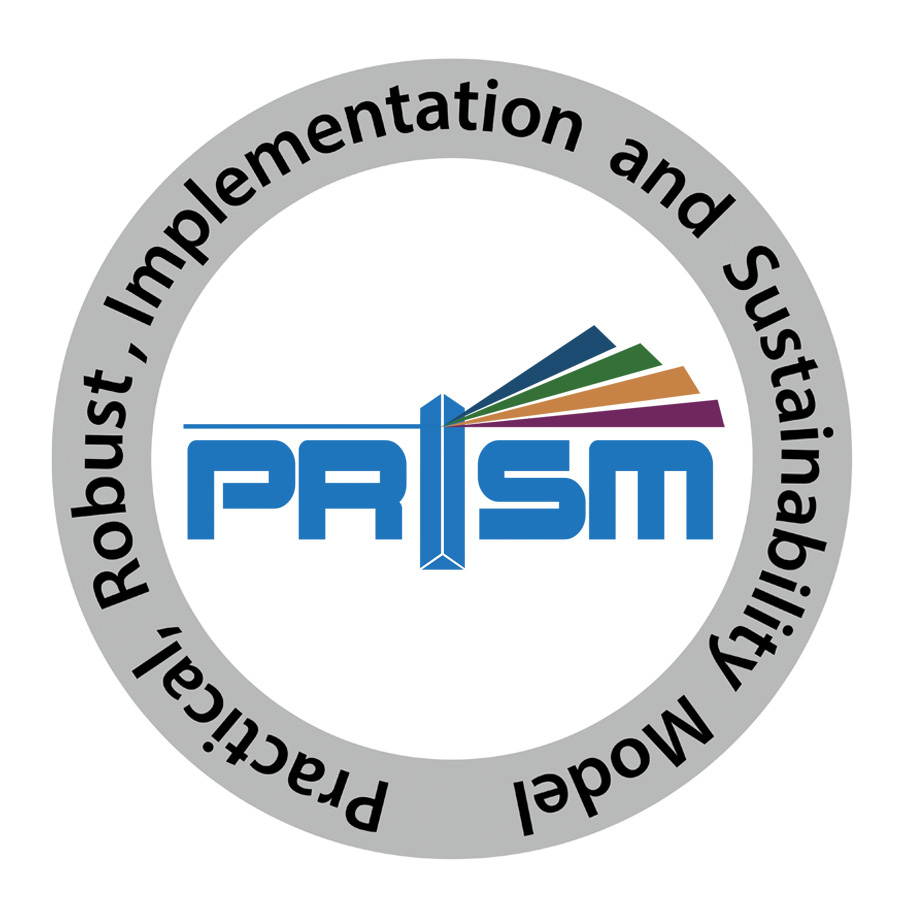 Practical, Robust, Implementation and Sustainability Model
PRISM